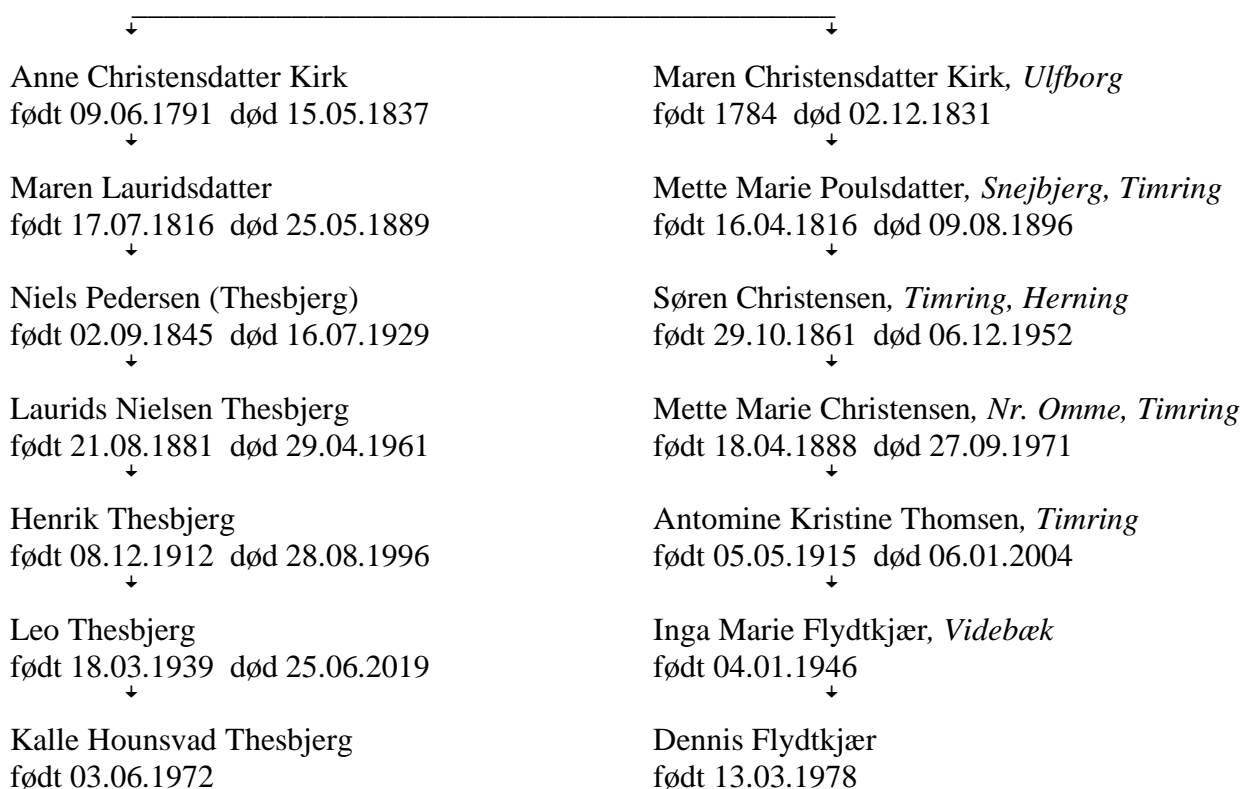 Anne Christensdatter Kirk
født 09.06.1791 død 15.05.1837
Maren Lauridsdatter
født 17.07.1816 død 25.05.1889
Niels Pedersen (Thesbjerg)
født 02.09.1845 død 16.07.1929
Laurids Nielsen Thesbjerg
født 21.08.1881 død 29.04.1961
Henrik Thesbjerg
født 08.12.1912 død 28.08.1996
Leo Thesbjerg
født 18.03.1939 død 25.06.2019
Kalle Hounsvad Thesbjerg
født 03.06.1972
Maren Christensdatter Kirk, Ulfborg
født 1784 død 02.12.1831
Mette Marie Poulsdatter, Snejbjerg, Timring
født 16.04.1816 død 09.08.1896
Søren Christensen, Timring, Herning
født 29.10.1861 død 06.12.1952
Mette Marie Christensen, Nr. Omme, Timring
født 18.04.1888 død 27.09.1971
Antomine Kristine Thomsen, Timring
født 05.05.1915 død 06.01.2004
Inga Marie Flydtkjær, Videbæk
født 04.01.1946
Dennis Flydtkjær
født 13.03.1978